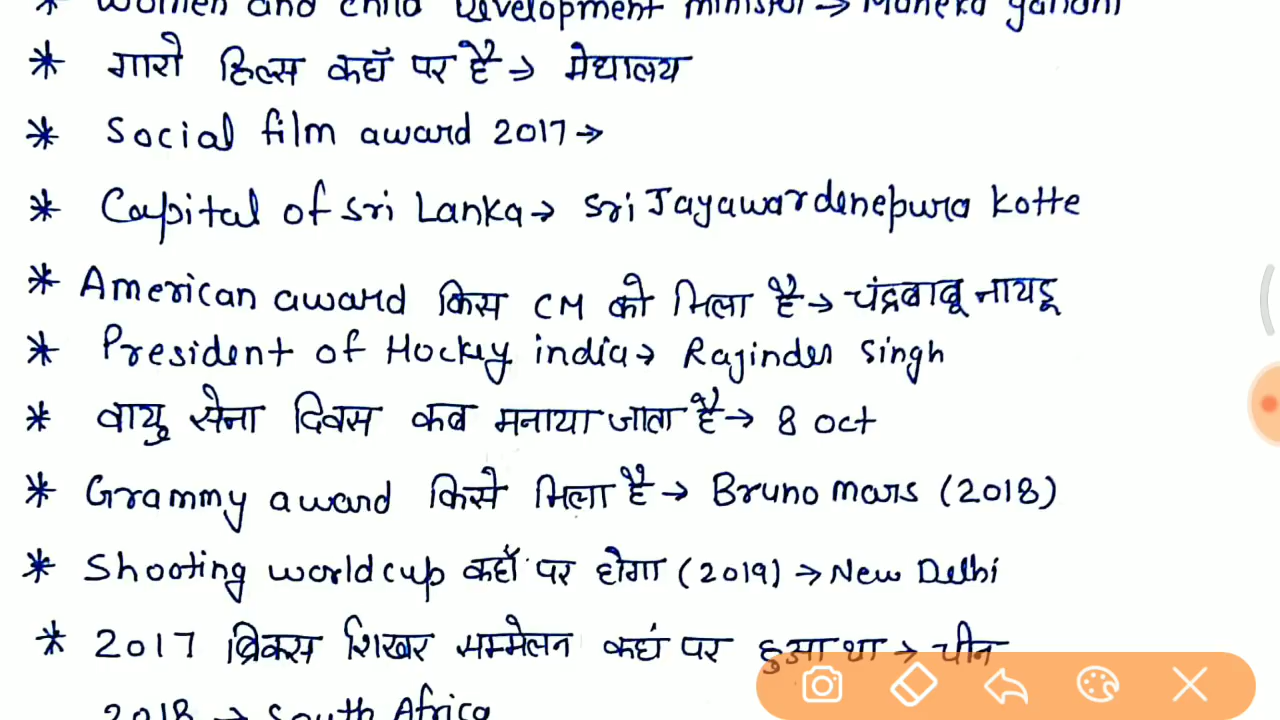 * Women and child Development minister → Maneka gandhi
* गारो हिल्स कहाँ पर है → मेघालय
* Social film award 2017 →
* Capital of Sri Lanka → Sri Jayawardenepura Kotte
* American award किस CM को मिला है → चंद्रबाबू नायडू
* President of Hockey india → Rajinder Singh
* वायु सेना दिवस कब मनाया जाता है → 8 oct
* Grammy award किसे मिला है → Bruno mars (2018)
* Shooting worldcup कहाँ पर होगा (2019) → New Delhi
* 2017 ब्रिक्स शिखर सम्मेलन कहां पर हुआ था → चीन
2018 → South Africa